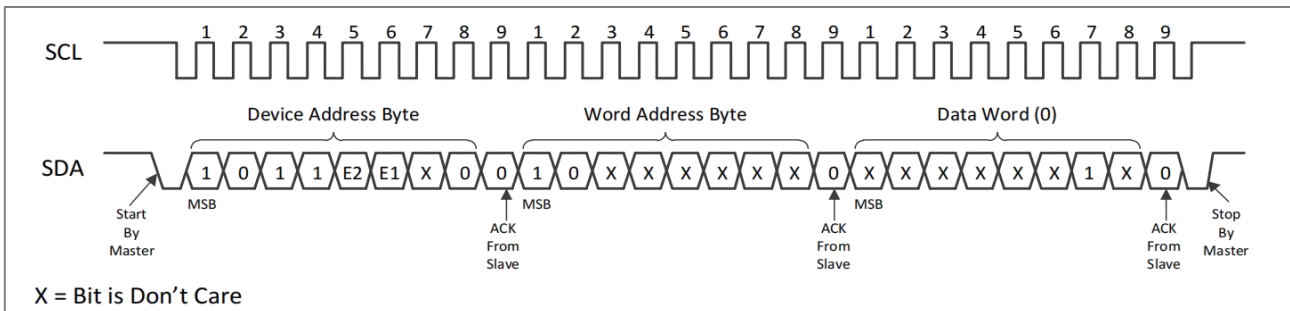 1 2 3 4 5 6 7 8 9 1 2 3 4 5 6 7 8 9 1 2 3 4 5 6 7 8 9
SCL
Device Address Byte Word Address Byte Data Word (0)
SDA 1 0 1 1 E2 E1 X 0 0 1 0 X X X X X X 0 X X X X X X 1 X 0
MSB MSB MSB
Start
By
Master
ACK
From
Slave
ACK
From
Slave
ACK
From
Slave
Stop
By
Master
X = Bit is Don’t Care